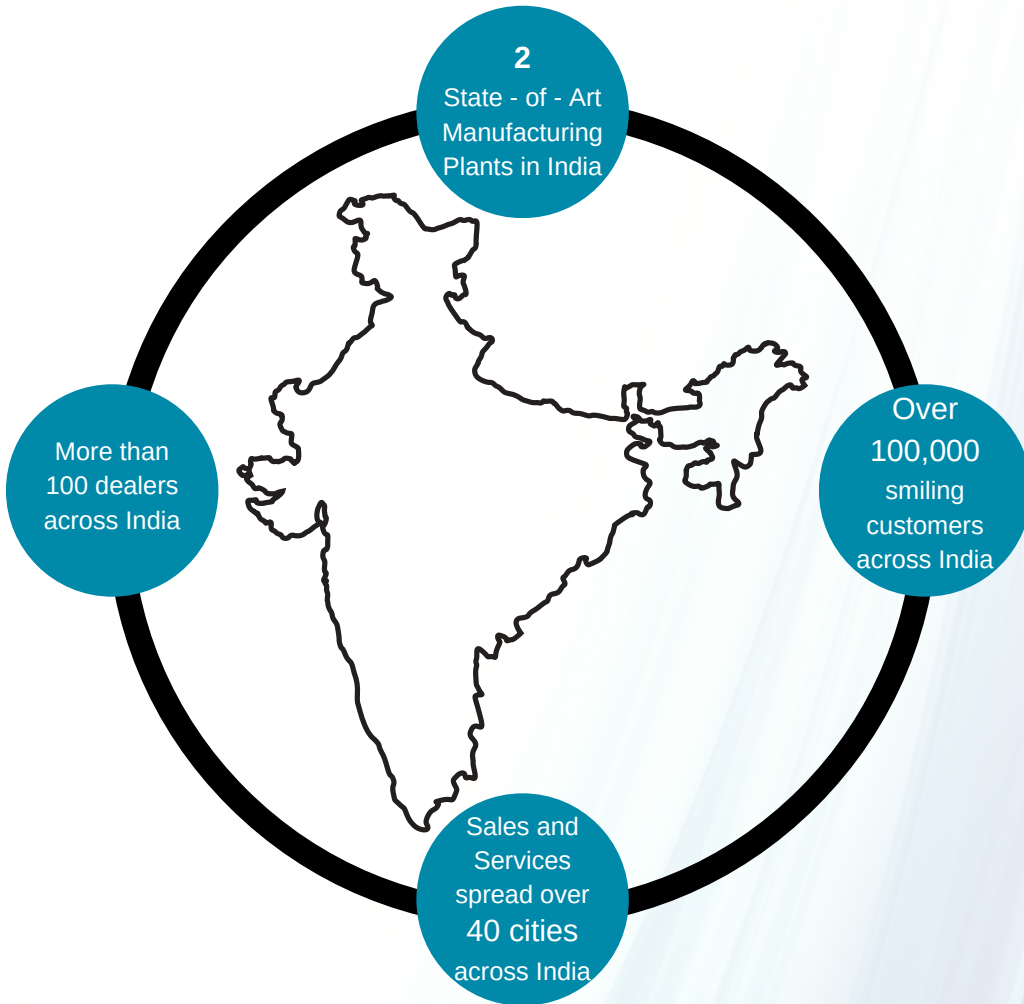 2
State - of - Art
Manufacturing
Plants in India
More than
100 dealers
across India
Over
100,000
smiling
customers
across India
Sales and
Services
spread over
40 cities
across India